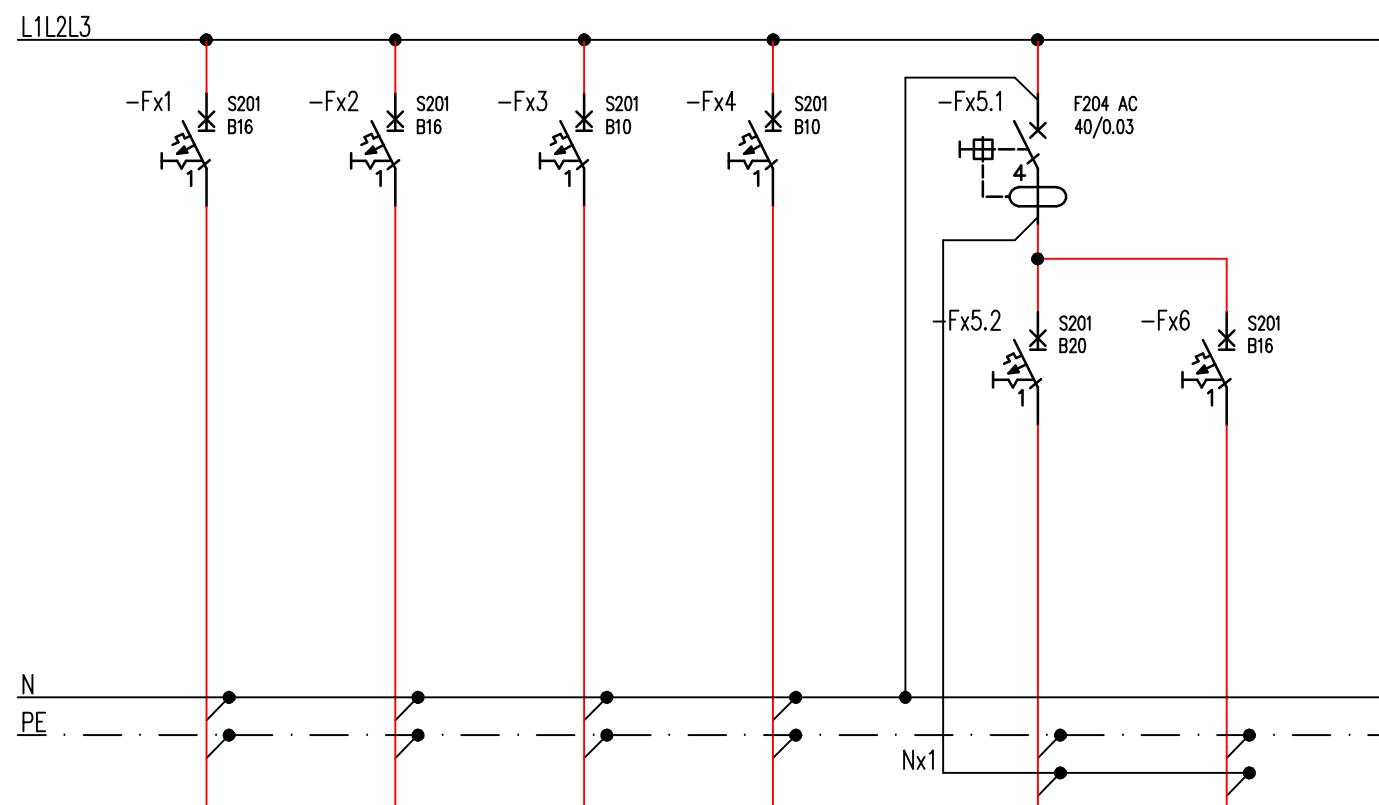 L1L2L3
-Fx1
S201
B16
1
-Fx2
S201
B16
1
-Fx3
S201
B10
1
-Fx4
S201
B10
1
-Fx5.1
F204 AC
40/0.03
4
-Fx5.2
S201
B20
1
-Fx6
S201
B16
1
N
PE
Nx1